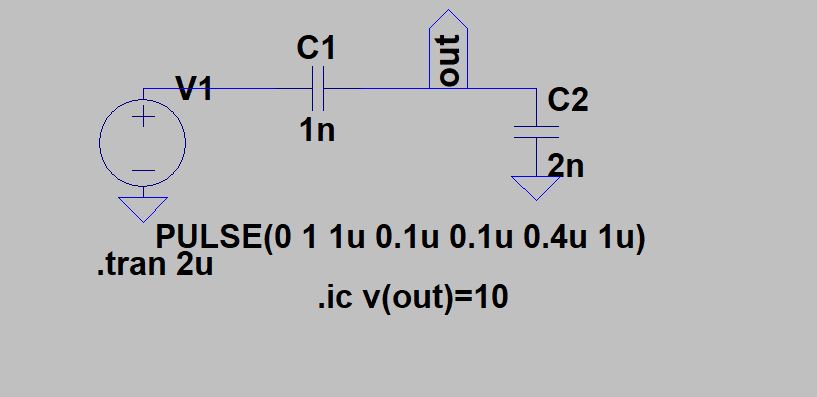 C1
out
V1
C2
1n
2n
PULSE(0 1 1u 0.1u 0.1u 0.4u 1u)
.tran 2u
.ic v(out)=10